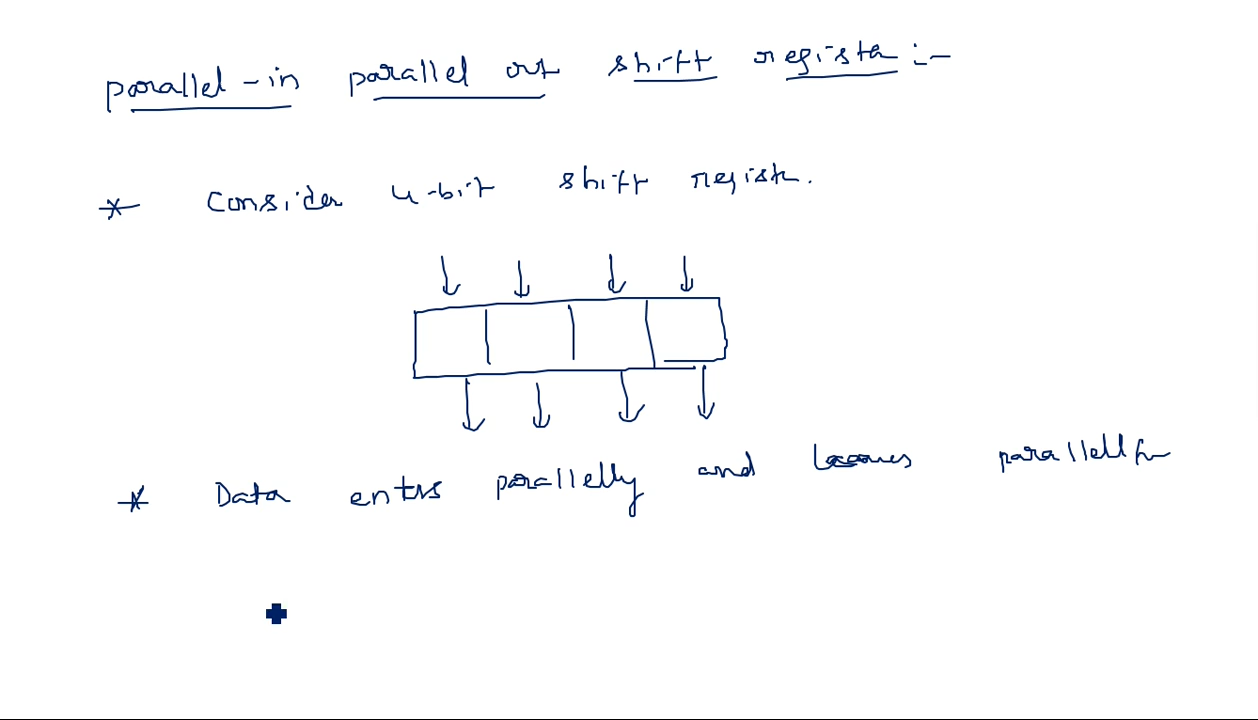 parallel-in parallel out shift register :-
* Consider 4-bit shift register.
* Data enters parallelly and leaves parallelly